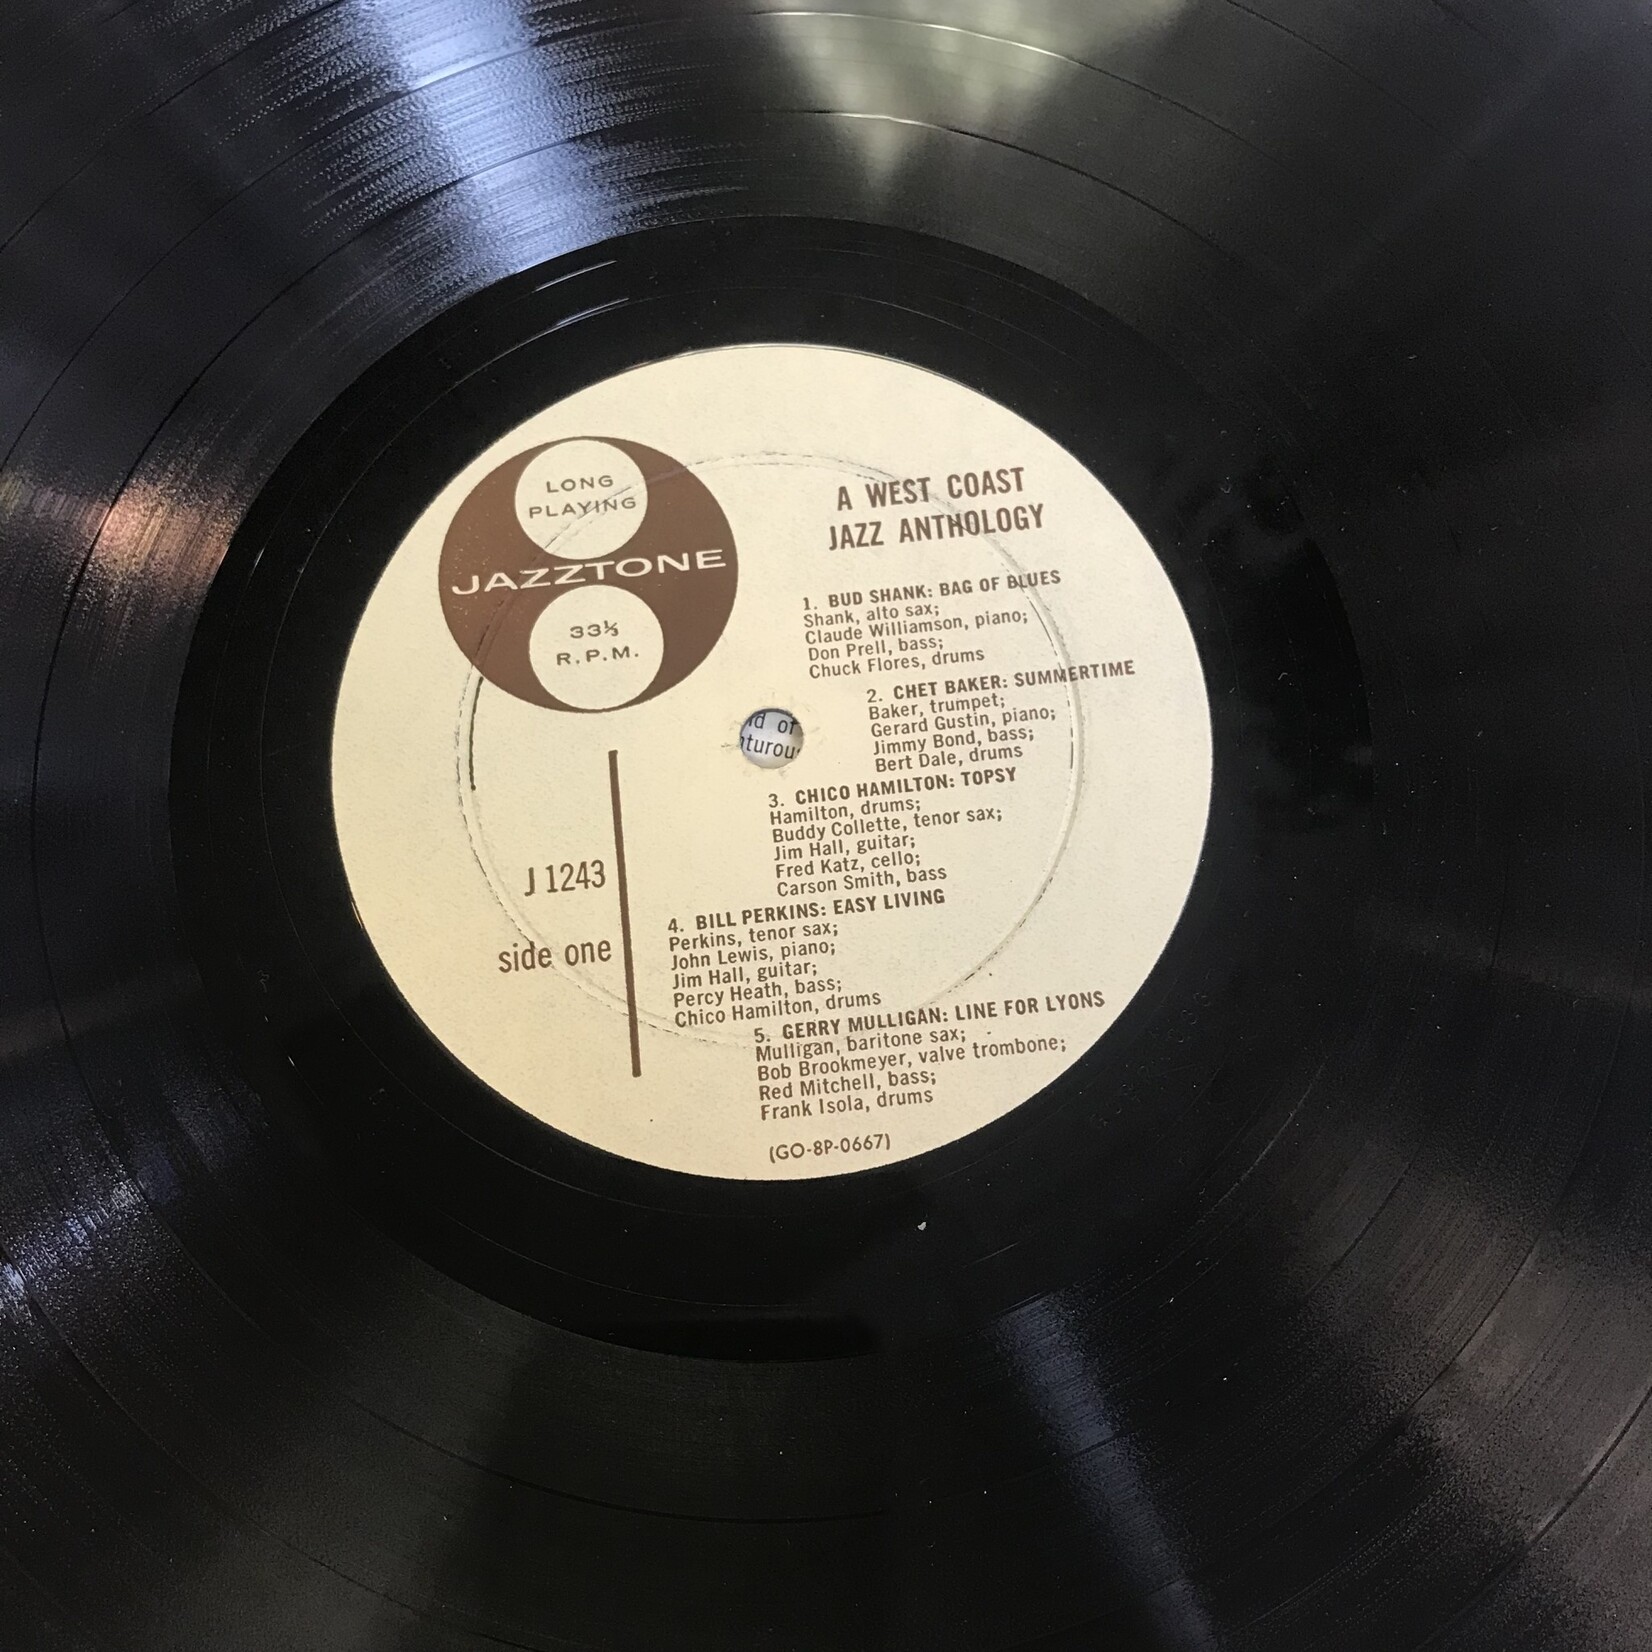 LONG
PLAYING
JAZZTONE
33⅓
R.P.M.
A WEST COAST
JAZZ ANTHOLOGY
1. BUD SHANK: BAG OF BLUES
Shank, alto sax;
Claude Williamson, piano;
Don Prell, bass;
Chuck Flores, drums
2. CHET BAKER: SUMMERTIME
Baker, trumpet;
Gerard Gustin, piano;
Jimmy Bond, bass;
Bert Dale, drums
3. CHICO HAMILTON: TOPSY
Hamilton, drums;
Buddy Collette, tenor sax;
Jim Hall, guitar;
Fred Katz, cello;
Carson Smith, bass
4. BILL PERKINS: EASY LIVING
Perkins, tenor sax;
John Lewis, piano;
Jim Hall, guitar;
Percy Heath, bass;
Chico Hamilton, drums
5. GERRY MULLIGAN: LINE FOR LYONS
Mulligan, baritone sax;
Bob Brookmeyer, valve trombone;
Red Mitchell, bass;
Frank Isola, drums
(GO-8P-0667)
J 1243
side one
of